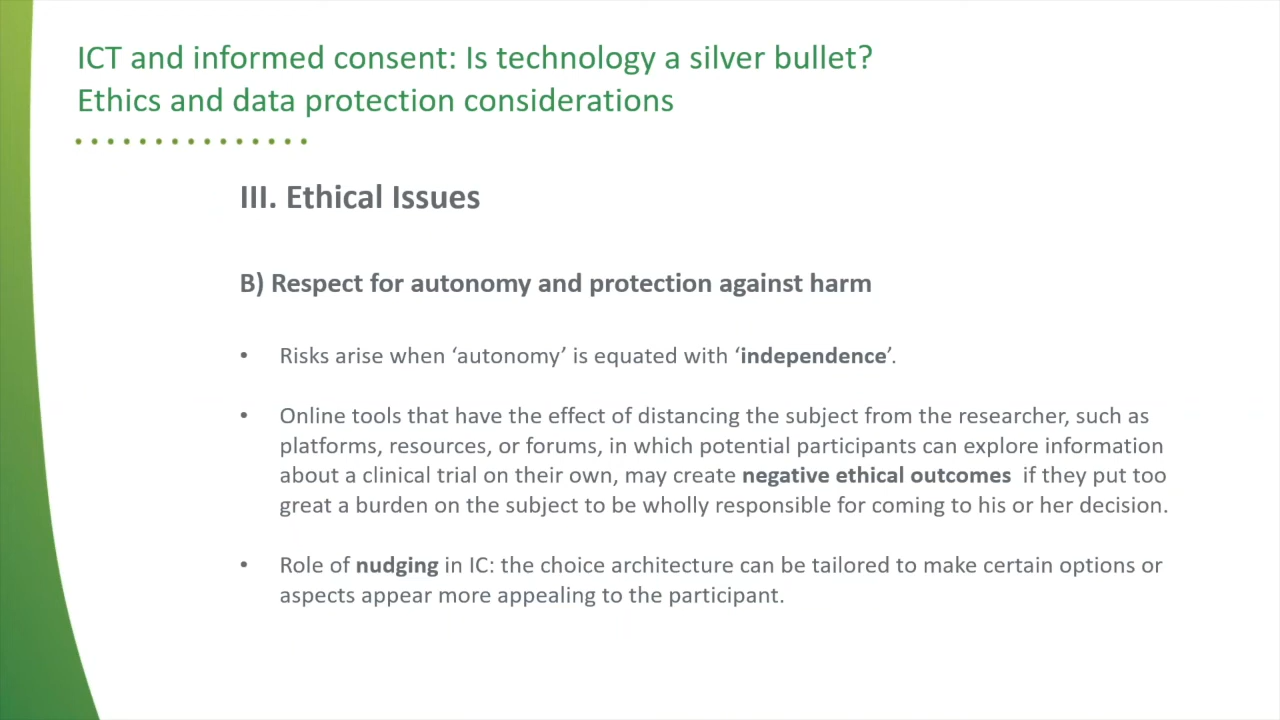 ICT and informed consent: Is technology a silver bullet?
Ethics and data protection considerations
III. Ethical Issues
B) Respect for autonomy and protection against harm
• Risks arise when ‘autonomy’ is equated with ‘independence’.
• Online tools that have the effect of distancing the subject from the researcher, such as
platforms, resources, or forums, in which potential participants can explore information
about a clinical trial on their own, may create negative ethical outcomes if they put too
great a burden on the subject to be wholly responsible for coming to his or her decision.
• Role of nudging in IC: the choice architecture can be tailored to make certain options or
aspects appear more appealing to the participant.